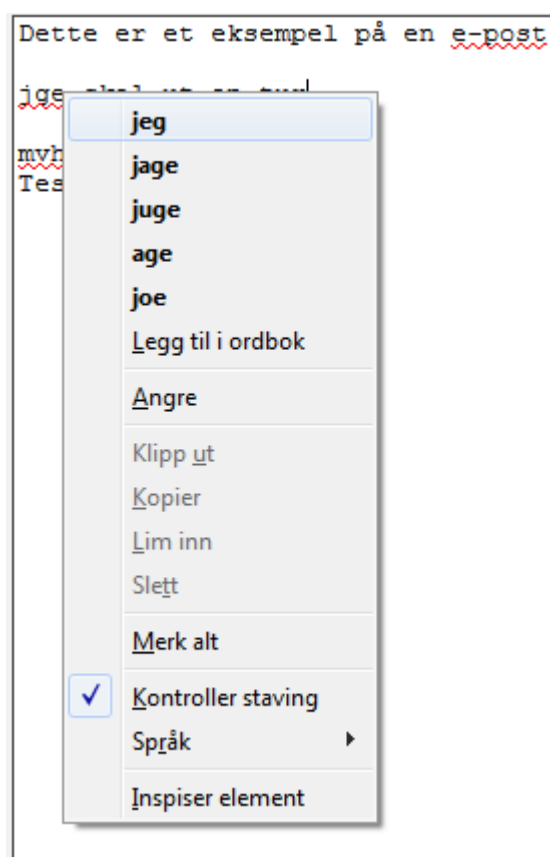 Dette er et eksempel på en e-post
jge
mvh
Tes
jeg
jage
juge
age
joe
Legg til i ordbok
Angre
Klipp ut
Kopier
Lim inn
Slett
Merk alt
Kontroller staving
Språk
Inspiser element